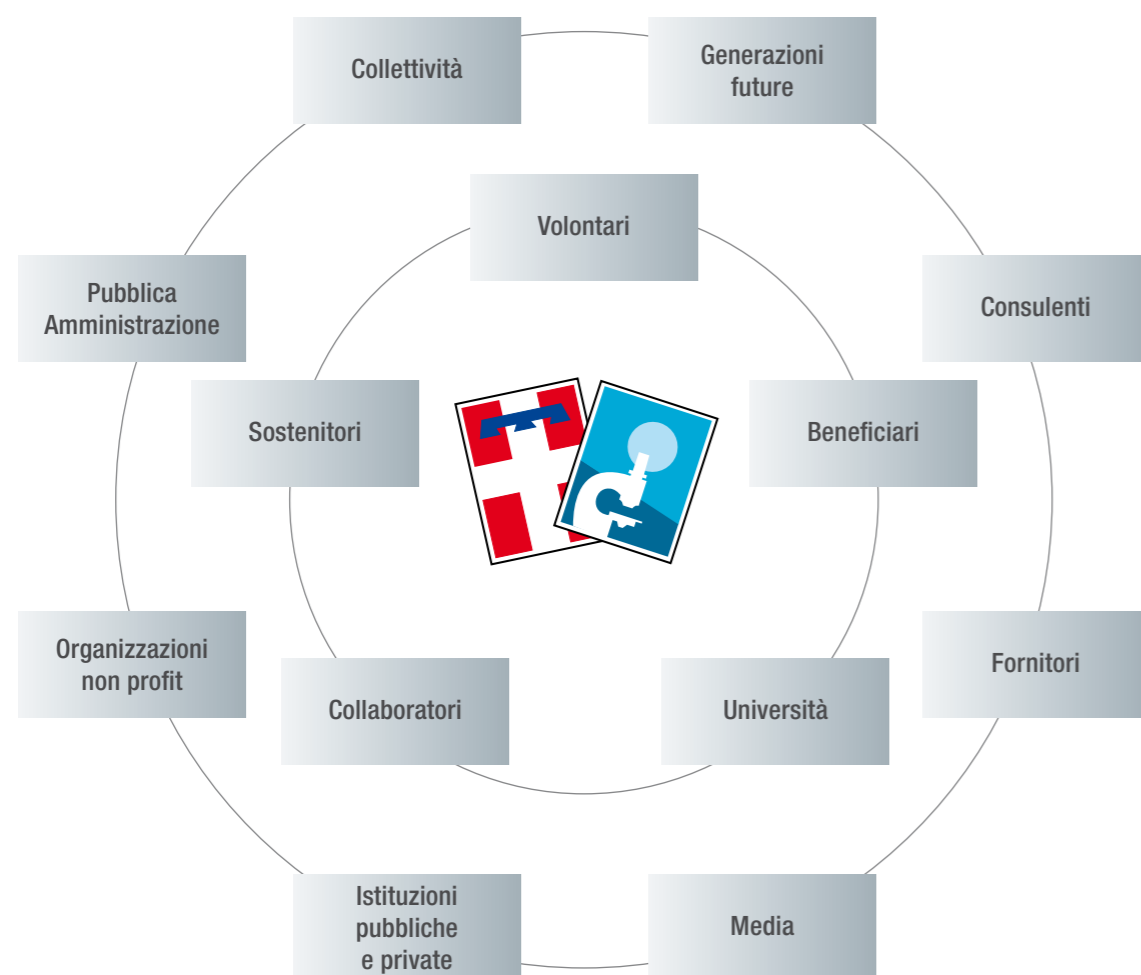 Collettività
Generazioni
future
Volontari
Pubblica
Amministrazione
Consulenti
Sostenitori
Beneficiari
Organizzazioni
non profit
Fornitori
Collaboratori
Università
Istituzioni
pubbliche
e private
Media